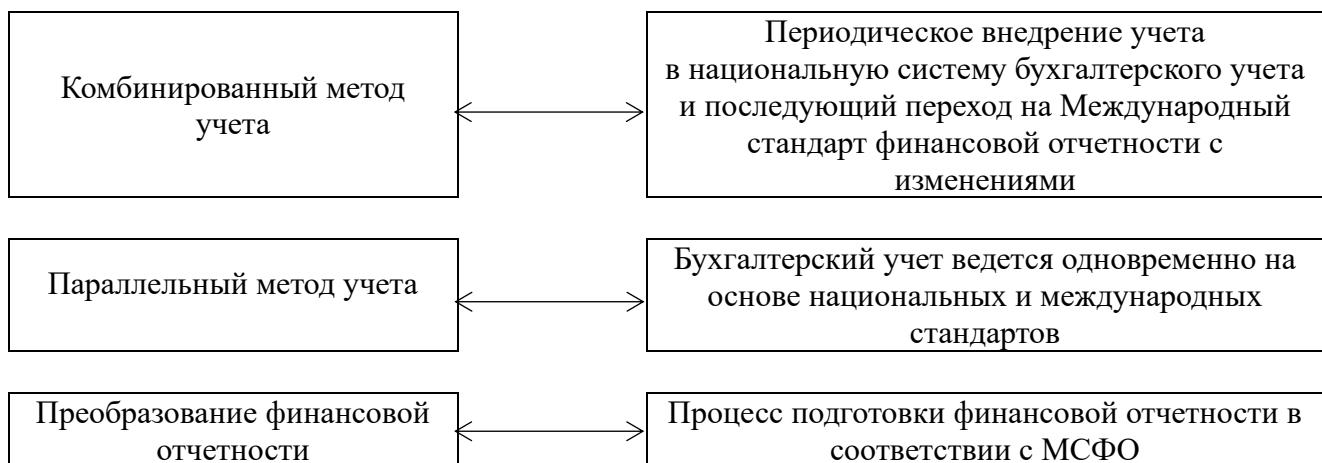 Комбинированный метод
учета
Периодическое внедрение учета
в национальную систему бухгалтерского учета
и последующий переход на Международный
стандарт финансовой отчетности с
изменениями
Параллельный метод учета
Бухгалтерский учет ведется одновременно на
основе национальных и международных
стандартов
Преобразование финансовой
отчетности
Процесс подготовки финансовой отчетности в
соответствии с МСФО